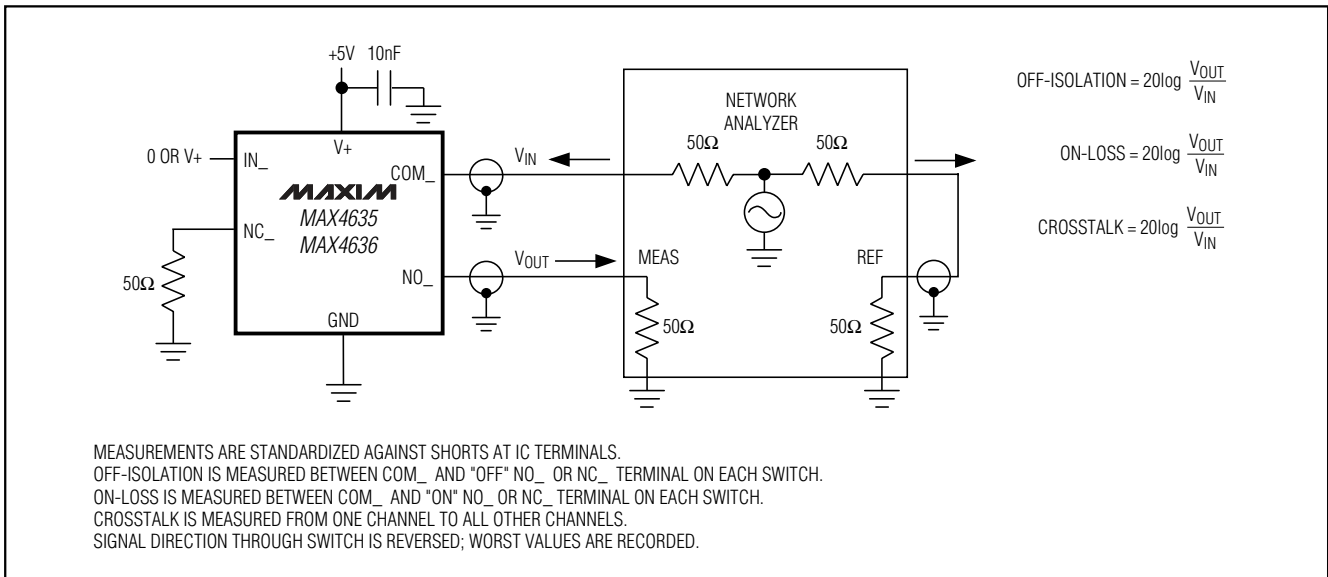 +5V 10nF
V+
0 OR V+ IN_
COM_
MAXIM
MAX4635
MAX4636
NC_
NO_
50Ω
GND
VIN
VOUT
NETWORK
ANALYZER
50Ω 50Ω
MEAS REF
50Ω 50Ω
OFF-ISOLATION = 20log VOUT
VIN
ON-LOSS = 20log VOUT
VIN
CROSSTALK = 20log VOUT
VIN
MEASUREMENTS ARE STANDARDIZED AGAINST SHORTS AT IC TERMINALS.
OFF-ISOLATION IS MEASURED BETWEEN COM_ AND "OFF" NO_ OR NC_ TERMINAL ON EACH SWITCH.
ON-LOSS IS MEASURED BETWEEN COM_ AND "ON" NO_ OR NC_ TERMINAL ON EACH SWITCH.
CROSSTALK IS MEASURED FROM ONE CHANNEL TO ALL OTHER CHANNELS.
SIGNAL DIRECTION THROUGH SWITCH IS REVERSED; WORST VALUES ARE RECORDED.